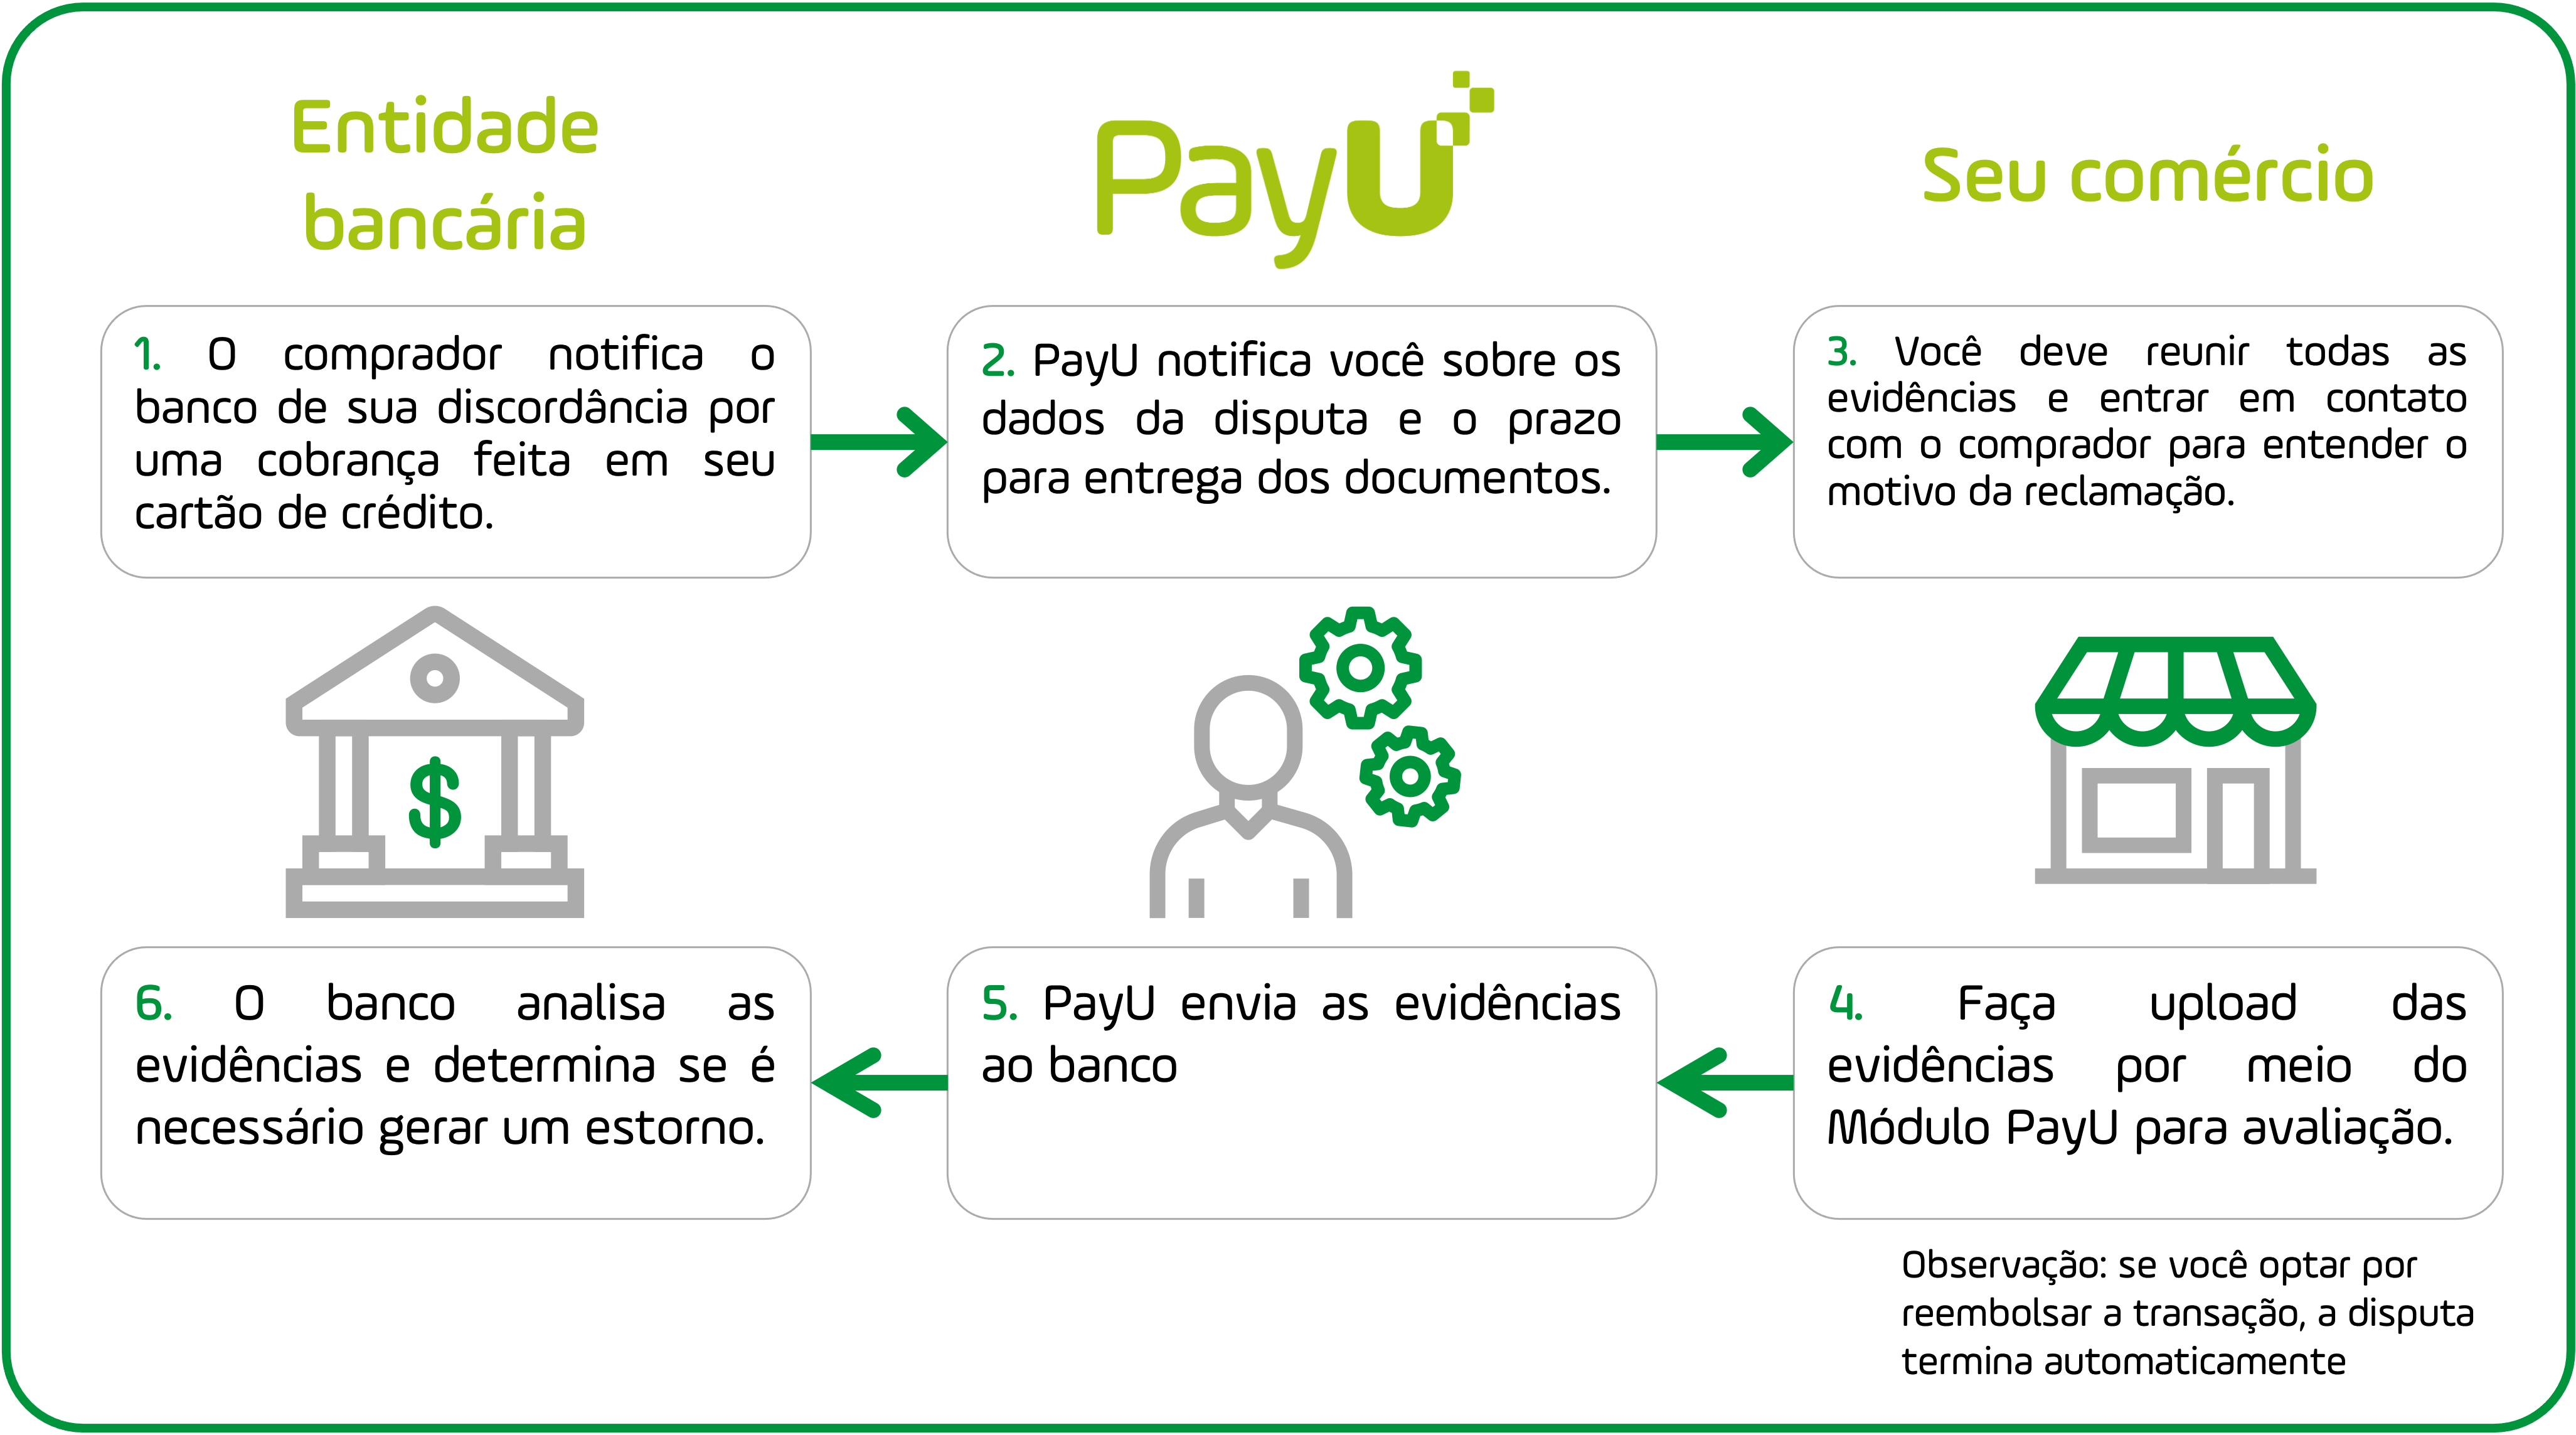 Entidade
bancária
PayU
Seu comércio
1. O comprador notifica o
banco de sua discordância por
uma cobrança feita em seu
cartão de crédito.
2. PayU notifica você sobre os
dados da disputa e o prazo
para entrega dos documentos.
3. Você deve reunir todas as
evidências e entrar em contato
com o comprador para entender o
motivo da reclamação.
$
6. O banco analisa as
evidências e determina se é
necessário gerar um estorno.
5. PayU envia as evidências
ao banco
4. Faça upload das
evidências por meio do
Módulo PayU para avaliação.
Observação: se você optar por
reembolsar a transação, a disputa
termina automaticamente